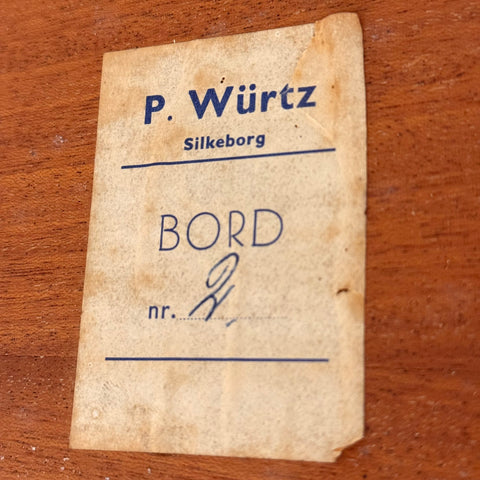 P. Würtz
Silkeborg
BORD
nr. 2.